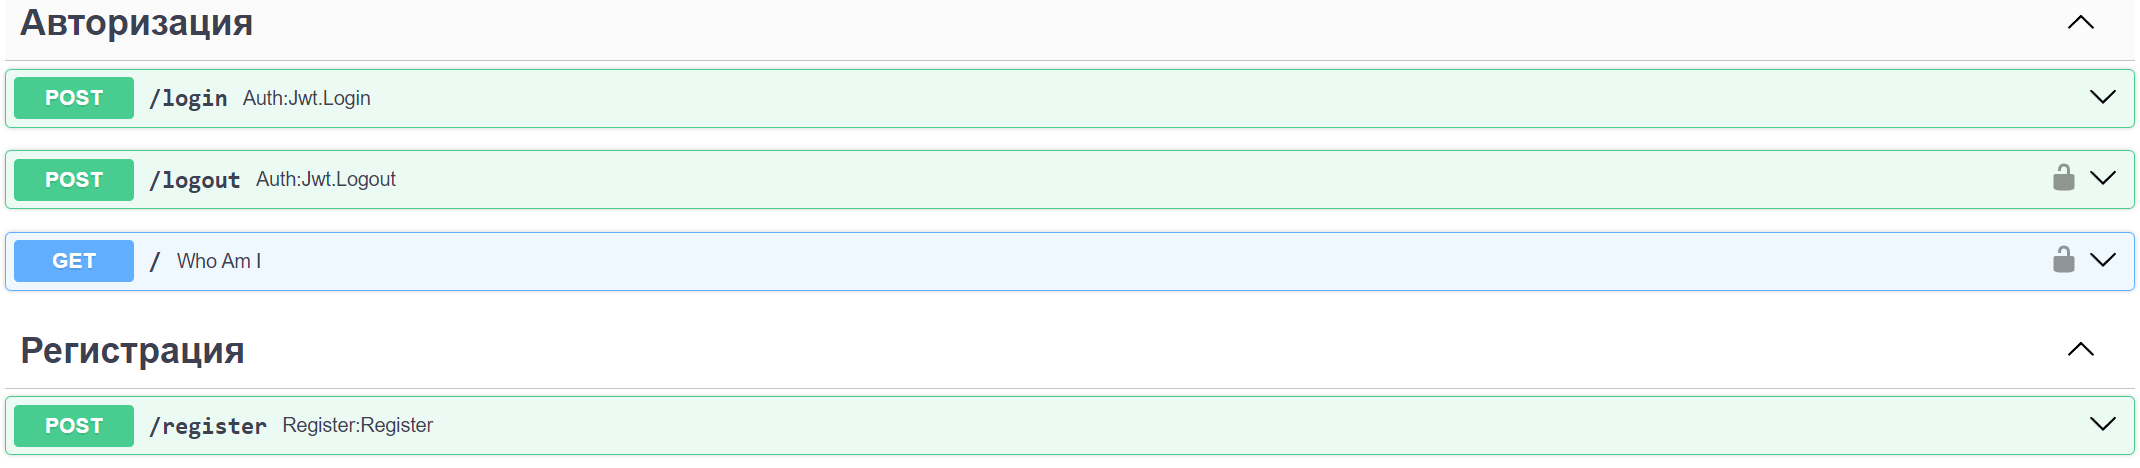 Авторизация
POST /login Auth:Jwt.Login
POST /logout Auth:Jwt.Logout
GET / Who Am I
Регистрация
POST /register Register:Register